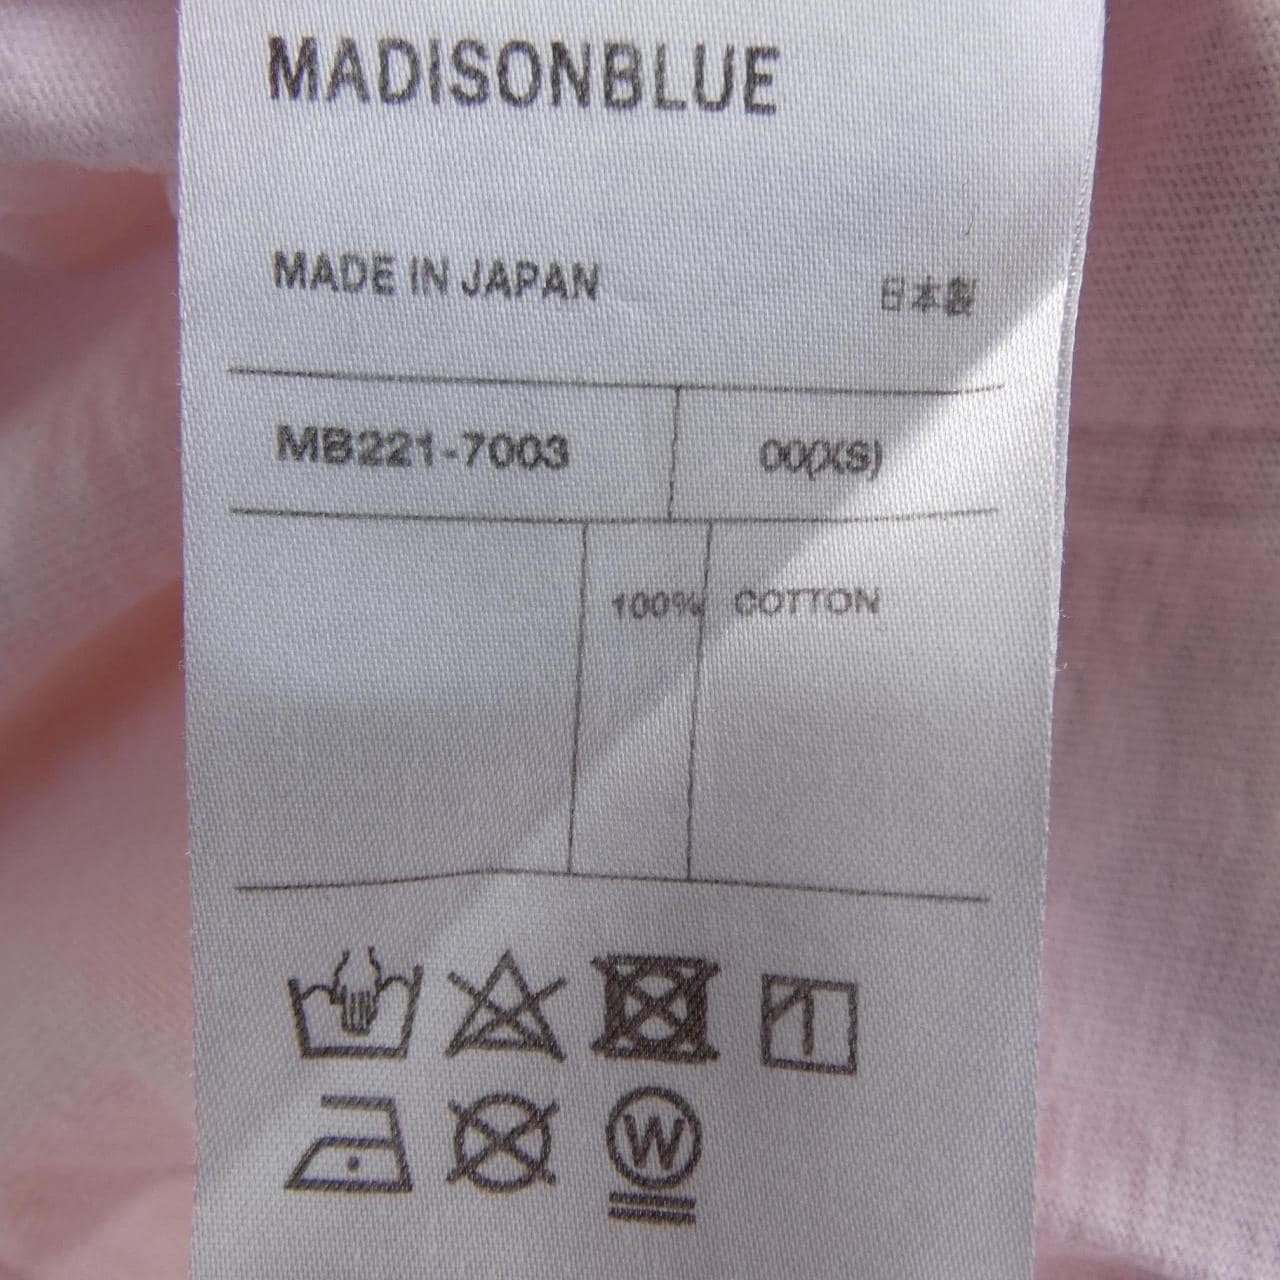 MADISONBLUE
MADE IN JAPAN 日本製
MB221-7003 00(XS)
100% COTTON
W